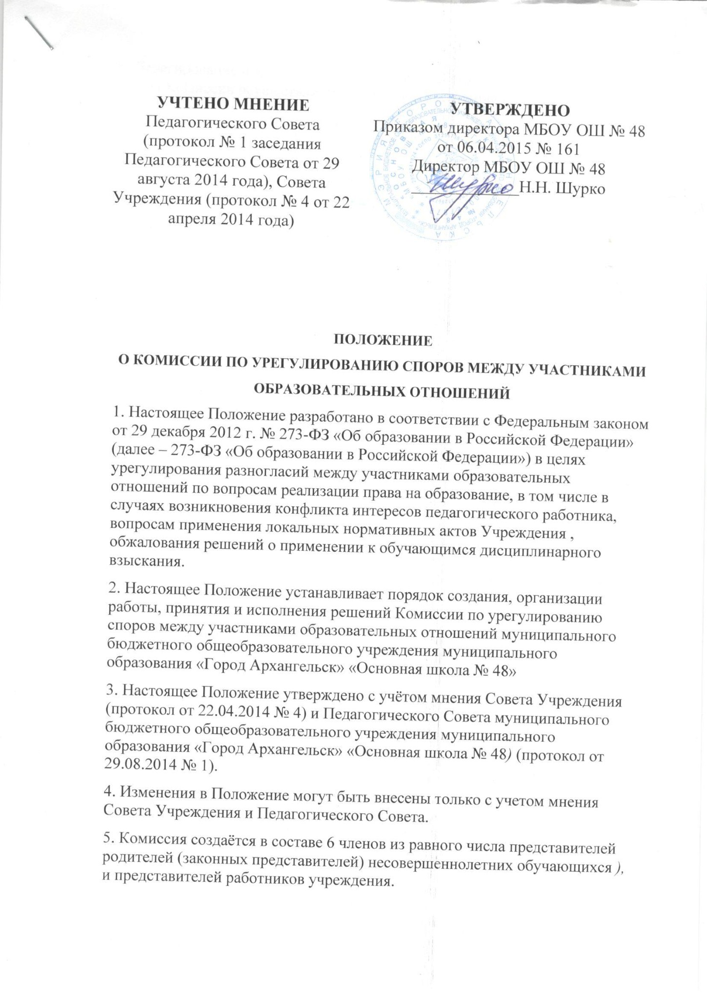 УЧТЕНО МНЕНИЕ
Педагогического Совета
(протокол № 1 заседания
Педагогического Совета от 29
августа 2014 года), Совета
Учреждения (протокол № 4 от 22
апреля 2014 года)
УТВЕРЖДЕНО
Приказом директора МБОУ ОШ № 48
от 06.04.2015 № 161
Директор МБОУ ОШ № 48
Н.Н. Шурко
ПОЛОЖЕНИЕ
О КОМИССИИ ПО УРЕГУЛИРОВАНИЮ СПОРОВ МЕЖДУ УЧАСТНИКАМИ
ОБРАЗОВАТЕЛЬНЫХ ОТНОШЕНИЙ
1. Настоящее Положение разработано в соответствии с Федеральным законом
от 29 декабря 2012 г. № 273-ФЗ «Об образовании в Российской Федерации»
(далее – 273-ФЗ «Об образовании в Российской Федерации») в целях
урегулирования разногласий между участниками образовательных
отношений по вопросам реализации права на образование, в том числе в
случаях возникновения конфликта интересов педагогического работника,
вопросам применения локальных нормативных актов Учреждения ,
обжалования решений о применении к обучающимся дисциплинарного
взыскания.
2. Настоящее Положение устанавливает порядок создания, организации
работы, принятия и исполнения решений Комиссии по урегулированию
споров между участниками образовательных отношений муниципального
бюджетного общеобразовательного учреждения муниципального
образования «Город Архангельск» «Основная школа № 48»
3. Настоящее Положение утверждено с учётом мнения Совета Учреждения
(протокол от 22.04.2014 № 4) и Педагогического Совета муниципального
бюджетного общеобразовательного учреждения муниципального
образования «Город Архангельск» «Основная школа № 48) (протокол от
29.08.2014 № 1).
4. Изменения в Положение могут быть внесены только с учетом мнения
Совета Учреждения и Педагогического Совета.
5. Комиссия создаётся в составе 6 членов из равного числа представителей
родителей (законных представителей) несовершеннолетних обучающихся ),
и представителей работников учреждения.